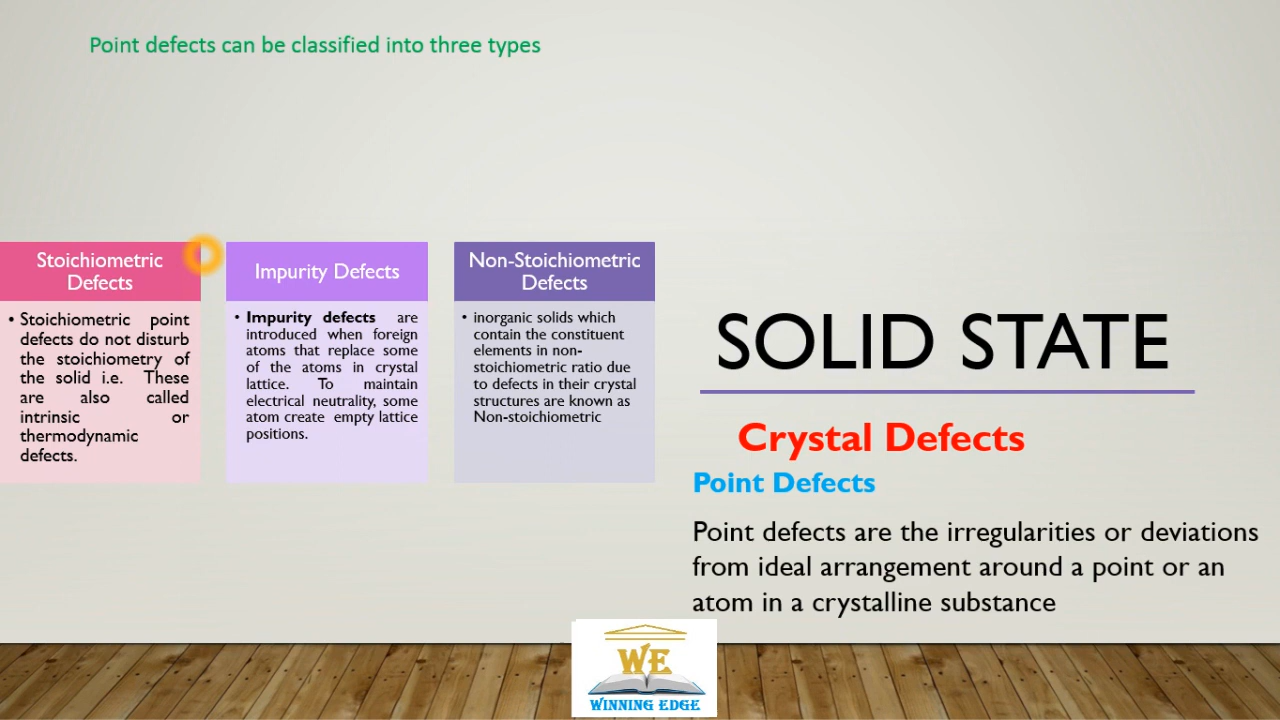 Point defects can be classified into three types
Stoichiometric
Defects
• Stoichiometric point
defects do not disturb
the stoichiometry of
the solid i.e. These
are also called
intrinsic or
thermodynamic
defects.
Impurity Defects
• Impurity defects are
introduced when foreign
atoms that replace some
of the atoms in crystal
lattice. To maintain
electrical neutrality, some
atom create empty lattice
positions.
Non-Stoichiometric
Defects
• inorganic solids which
contain the constituent
elements in non-
stoichiometric ratio due
to defects in their crystal
structures are known as
Non-stoichiometric
SOLID STATE
Crystal Defects
Point Defects
Point defects are the irregularities or deviations
from ideal arrangement around a point or an
atom in a crystalline substance
WE
WINNING EDGE